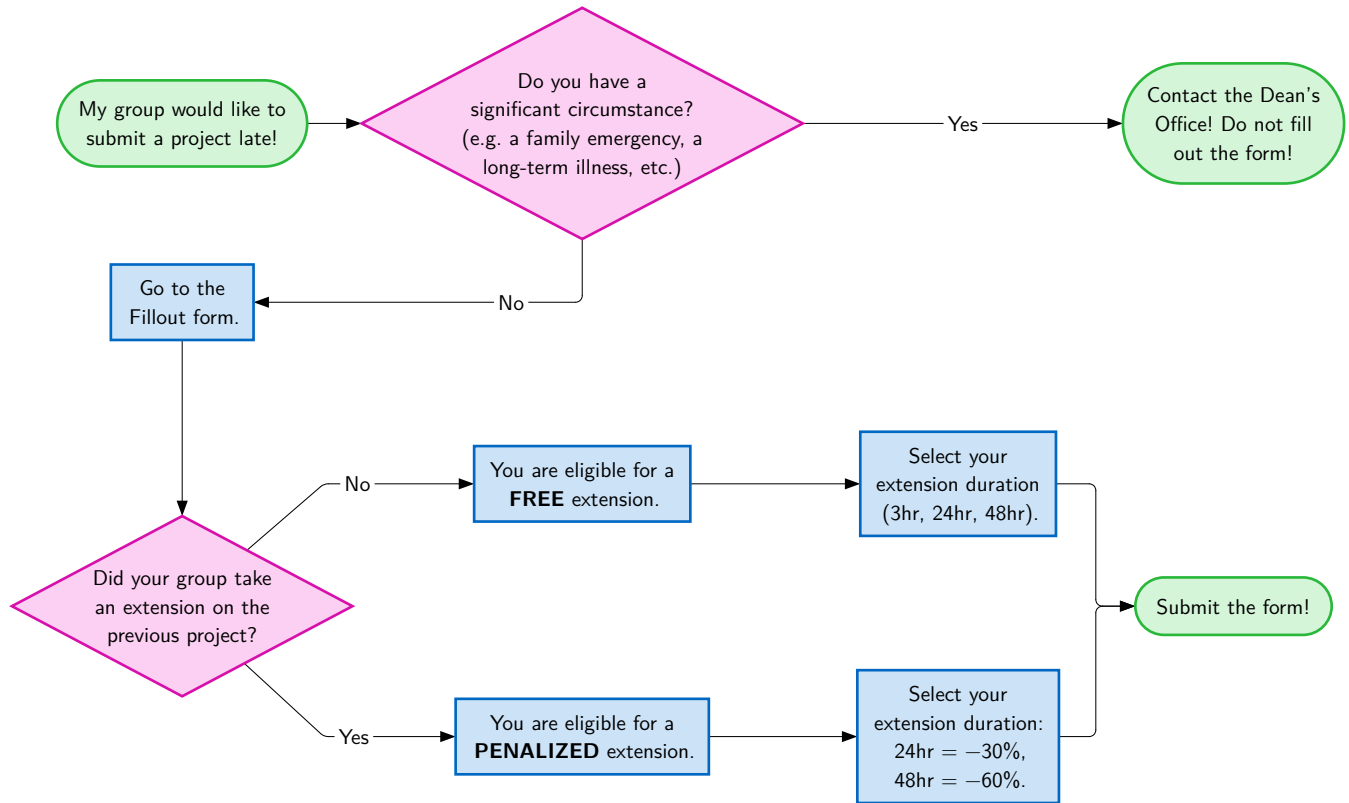 My group would like to
submit a project late!
Do you have a
significant circumstance?
(e.g. a family emergency, a
long-term illness, etc.)
Yes
Contact the Dean's
Office! Do not fill
out the form!
No
Go to the
Fillout form.
Did your group take
an extension on the
previous project?
No
You are eligible for a
FREE extension.
Select your
extension duration
(3hr, 24hr, 48hr).
Yes
You are eligible for a
PENALIZED extension.
Select your
extension duration:
24hr = −30%,
48hr = −60%.
Submit the form!